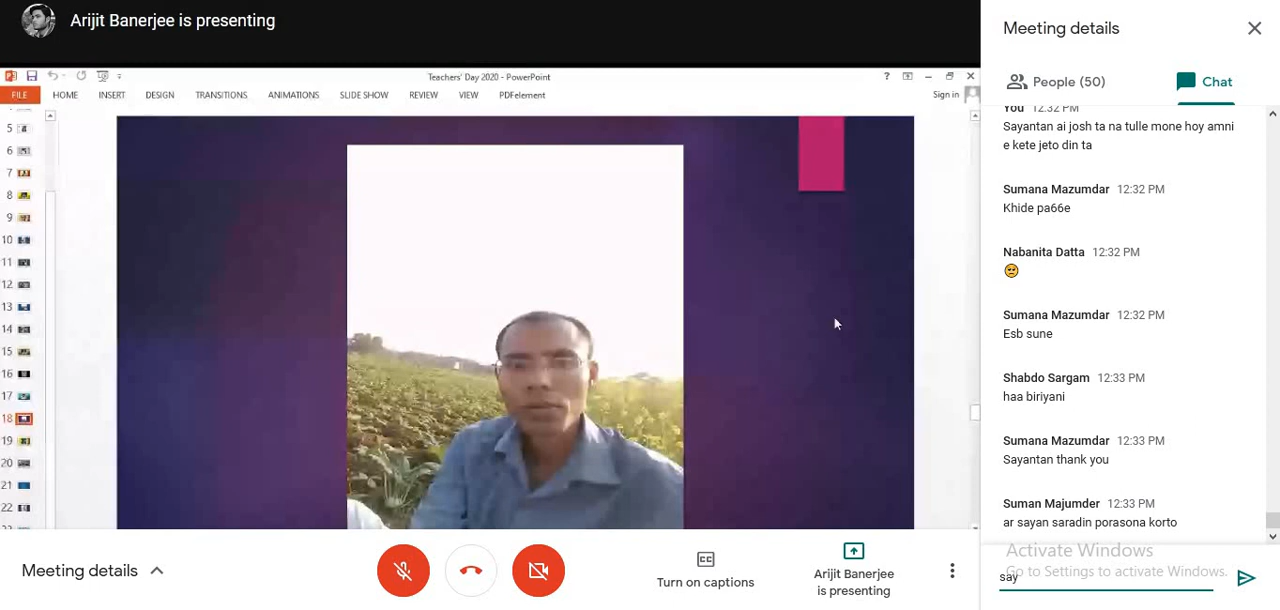 Arijit Banerjee is presenting
Teachers' Day 2020 - PowerPoint
FILE HOME INSERT DESIGN TRANSITIONS ANIMATIONS SLIDE SHOW REVIEW VIEW PDFelement Sign in
5
6
7
8
9
10
11
12
13
14
15
16
17
18
19
20
21
22
Meeting details
Turn on captions
Arijit Banerjee
is presenting
Meeting details
People (50)
Chat
You 12:32 PM
Sayantan ai josh ta na tulle mone hoy amni
e kete jeto din ta
Sumana Mazumdar 12:32 PM
Khide pa66e
Nabanita Datta 12:32 PM
Sumana Mazumdar 12:32 PM
Esb sune
Shabdo Sargam 12:33 PM
haa biriyani
Sumana Mazumdar 12:33 PM
Sayantan thank you
Suman Majumder 12:33 PM
ar sayan saradin porasona korto
Activate Windows
Go to Settings to activate Windows.
say